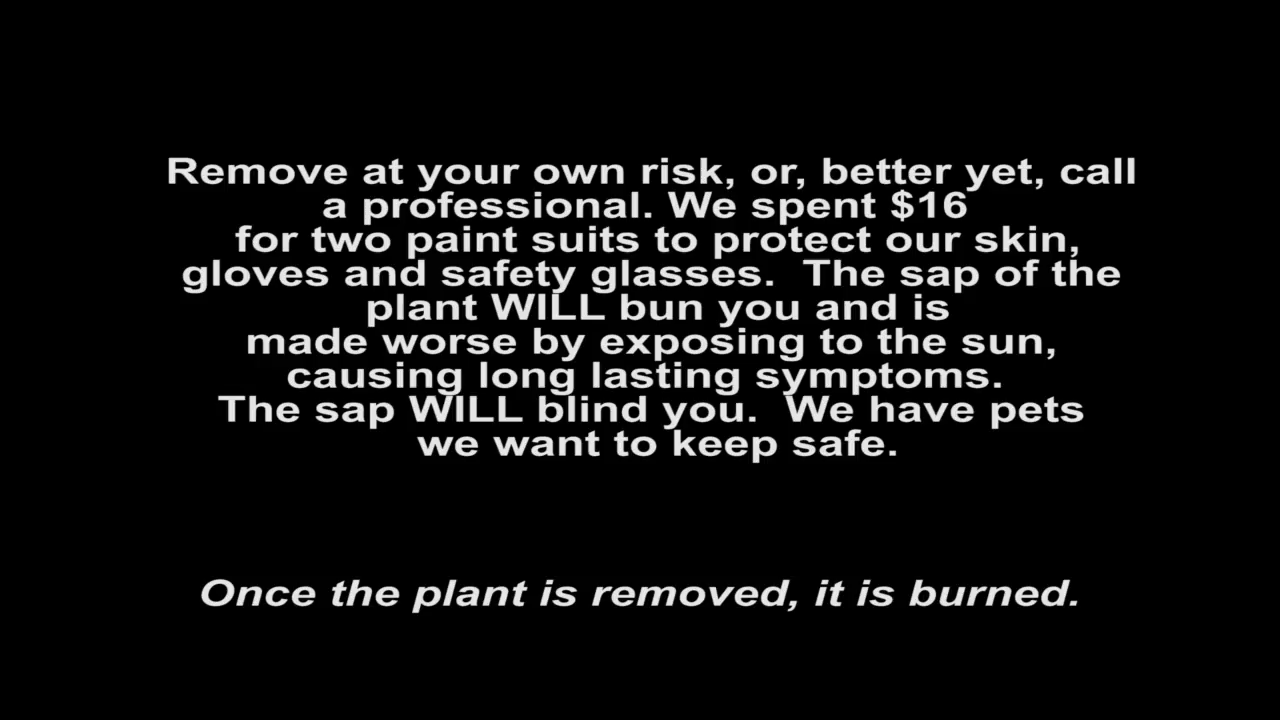 Remove at your own risk, or, better yet, call
a professional. We spent $16
for two paint suits to protect our skin,
gloves and safety glasses.  The sap of the
plant WILL bun you and is
made worse by exposing to the sun,
causing long lasting symptoms.
The sap WILL blind you.  We have pets
we want to keep safe.
Once the plant is removed, it is burned.